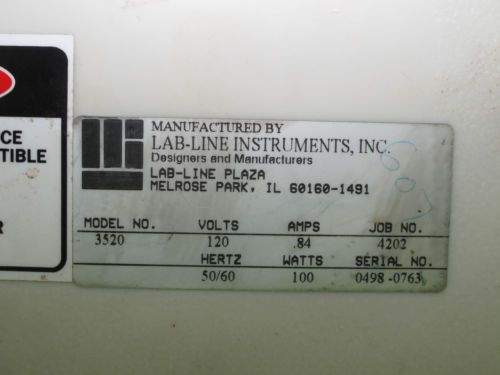 CE
TIBLE
R
MANUFACTURED BY
LAB-LINE INSTRUMENTS, INC.
Designers and Manufacturers
LAB-LINE PLAZA
MELROSE PARK, IL 60160-1491
MODEL NO. VOLTS AMPS JOB NO.
3520 120 .84 4202
HERTZ WATTS SERIAL NO.
50/60 100 0498-0763